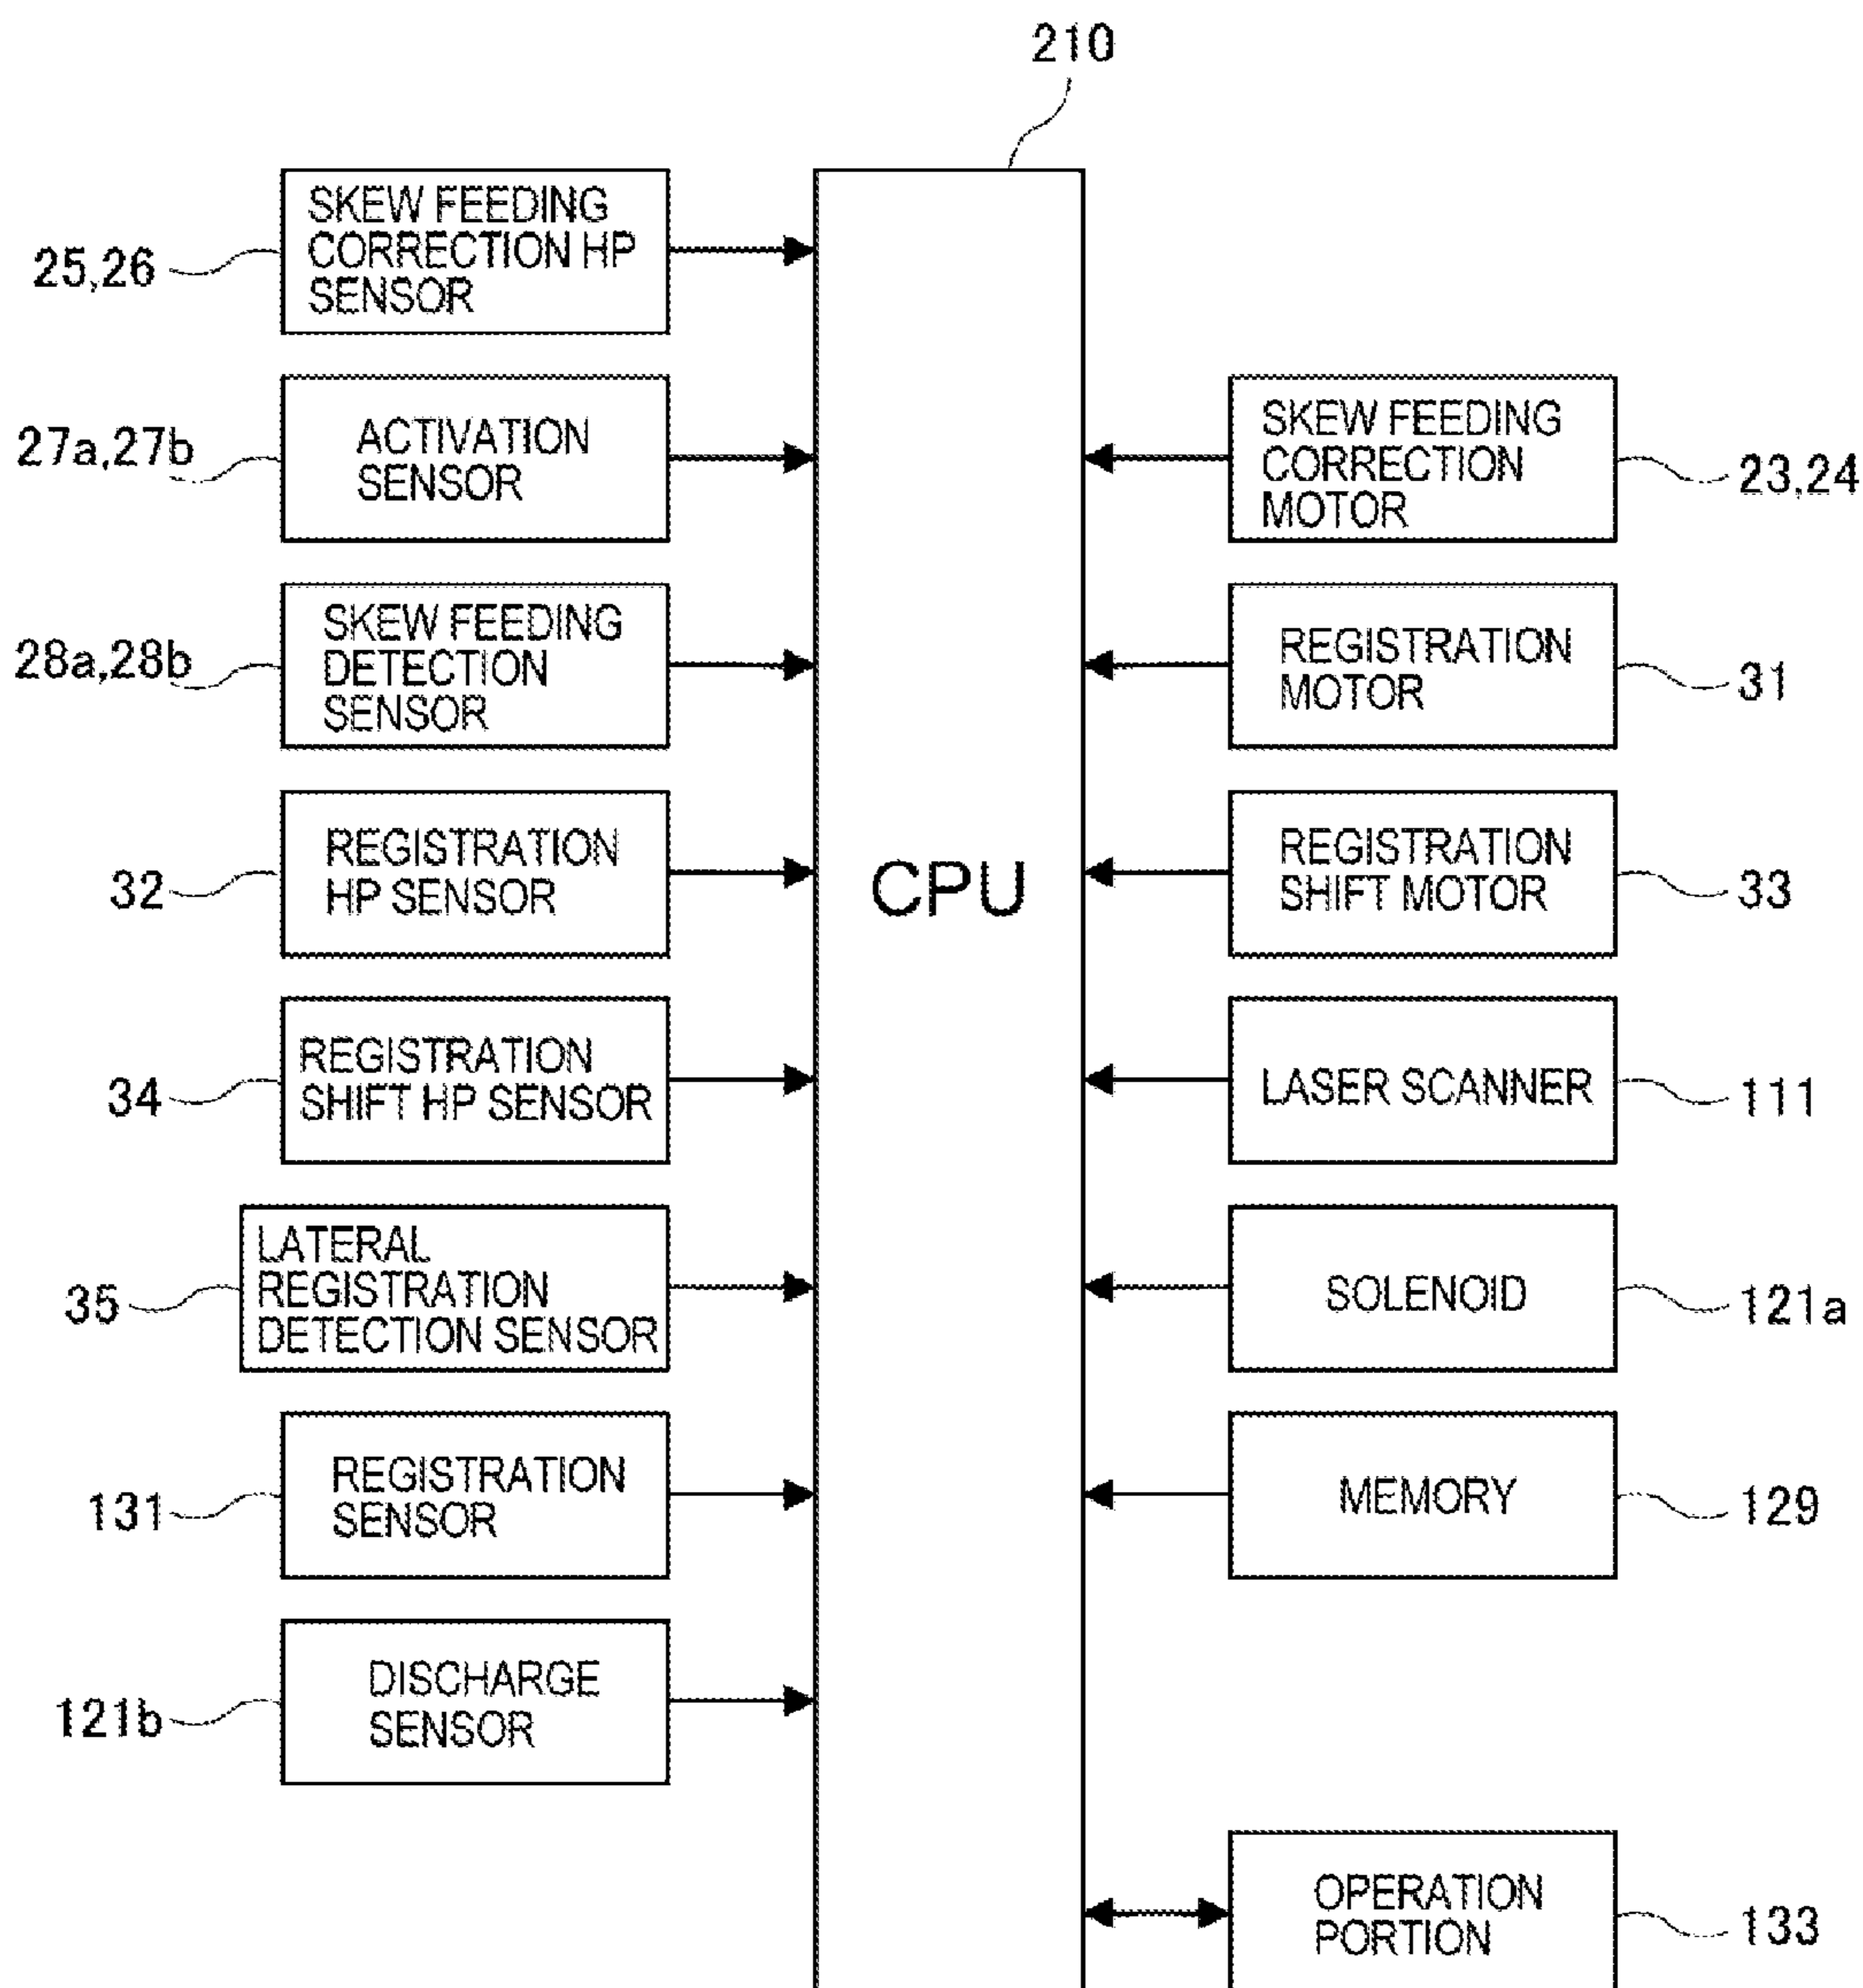 210
SKEW FEEDING
CORRECTION HP
SENSOR
25,26
ACTIVATION
SENSOR
27a,27b
SKEW FEEDING
DETECTION
SENSOR
28a,28b
REGISTRATION
HP SENSOR
32
REGISTRATION
SHIFT HP SENSOR
34
LATERAL
REGISTRATION
DETECTION SENSOR
35
REGISTRATION
SENSOR
131
DISCHARGE
SENSOR
121b
CPU
SKEW FEEDING
CORRECTION
MOTOR
23,24
REGISTRATION
MOTOR
31
REGISTRATION
SHIFT MOTOR
33
LASER SCANNER
111
SOLENOID
121a
MEMORY
129
OPERATION
PORTION
133